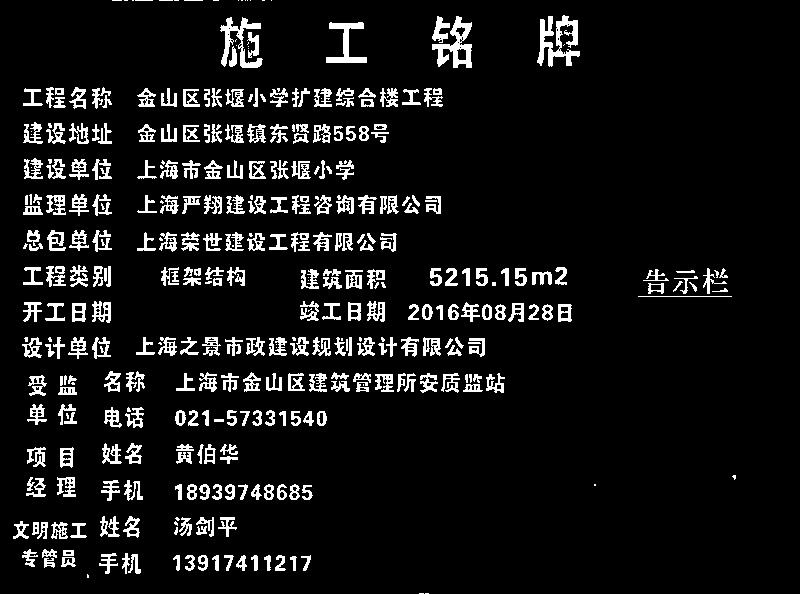 施工铭牌
工程名称 金山区张堰小学扩建综合楼工程
建设地址 金山区张堰镇东贤路558号
建设单位 上海市金山区张堰小学
监理单位 上海严翔建设工程咨询有限公司
总包单位 上海荣世建设工程有限公司
工程类别 框架结构 建筑面积 5215.15m2 告示栏
开工日期 竣工日期 2016年08月28日
设计单位 上海之景市政建设规划设计有限公司
受监 名称 上海市金山区建筑管理所安质监站
单位 电话 021-57331540
项目 姓名 黄伯华
经理 手机 18939748685
文明施工 姓名 汤剑平
专管员 手机 13917411217